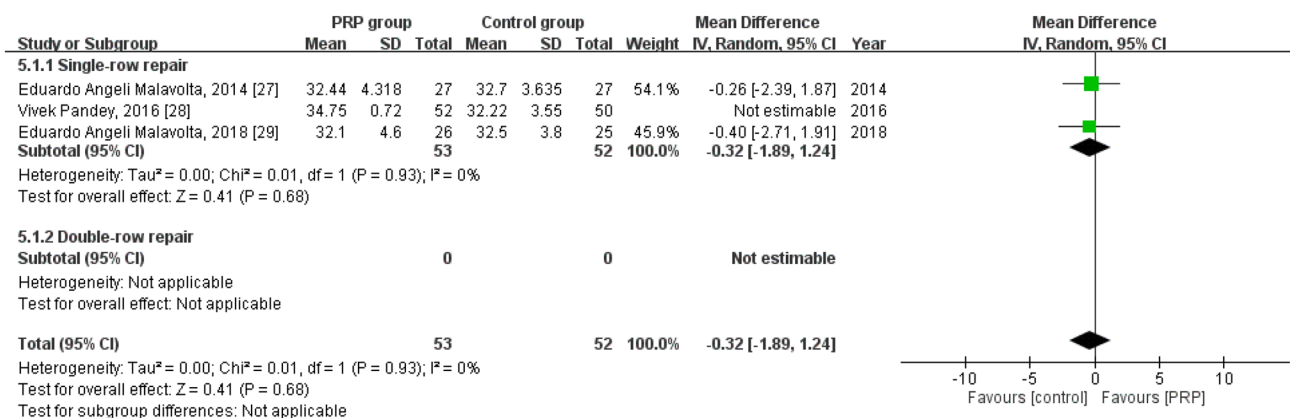 PRP group Control group Mean Difference Mean Difference
Study or Subgroup Mean SD Total Mean SD Total Weight IV, Random, 95% CI Year IV, Random, 95% CI
5.1.1 Single-row repair
Eduardo Angeli Malavolta, 2014 [27] 32.44 4.318 27 32.7 3.635 27 54.1% -0.26 [-2.39, 1.87] 2014
Vivek Pandey, 2016 [28] 34.75 0.72 52 32.22 3.55 50 Not estimable 2016
Eduardo Angeli Malavolta, 2018 [29] 32.1 4.6 26 32.5 3.8 25 45.9% -0.40 [-2.71, 1.91] 2018
Subtotal (95% CI) 53 52 100.0% -0.32 [-1.89, 1.24]
Heterogeneity: Tau² = 0.00; Chi² = 0.01, df = 1 (P = 0.93); I² = 0%
Test for overall effect: Z = 0.41 (P = 0.68)
5.1.2 Double-row repair
Subtotal (95% CI) 0 0 Not estimable
Heterogeneity: Not applicable
Test for overall effect: Not applicable
Total (95% CI) 53 52 100.0% -0.32 [-1.89, 1.24]
Heterogeneity: Tau² = 0.00; Chi² = 0.01, df = 1 (P = 0.93); I² = 0%
Test for overall effect: Z = 0.41 (P = 0.68)
Test for subgroup differences: Not applicable
-10 -5 0 5 10
Favours [control] Favours [PRP]